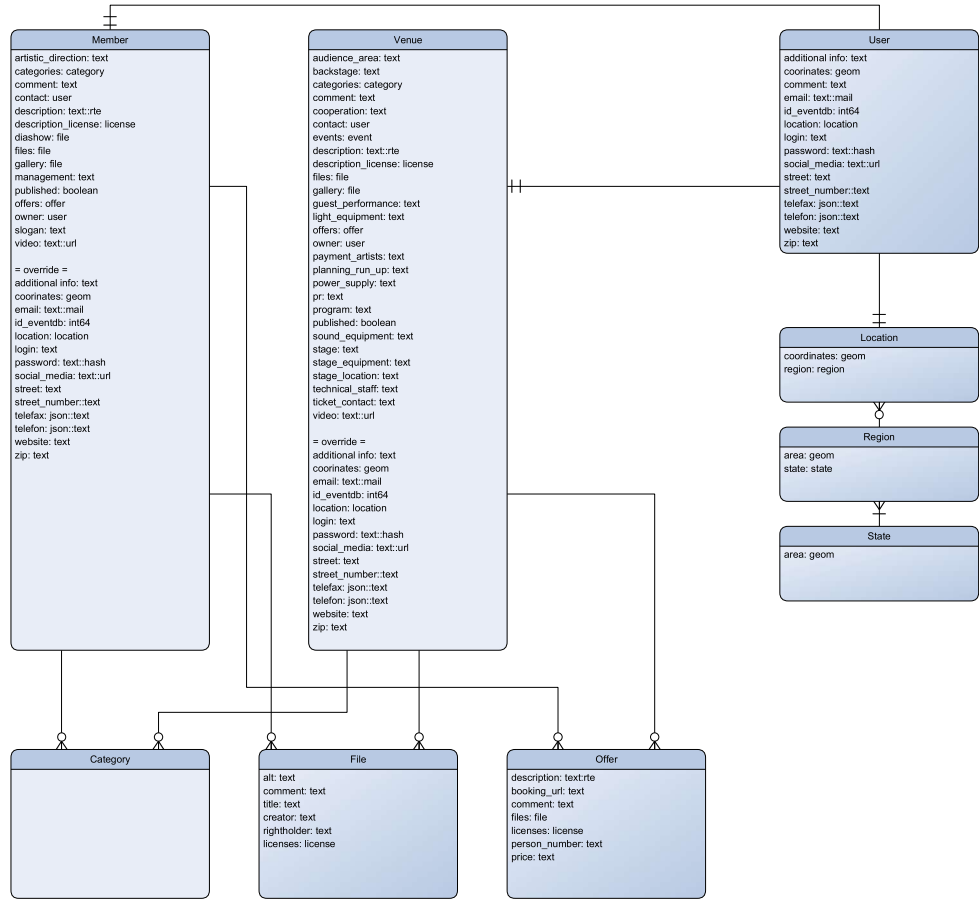 Member
artistic_direction: text
categories: category
comment: text
contact: user
description: text::rte
description_license: license
diashow: file
files: file
gallery: file
management: text
published: boolean
offers: offer
owner: user
slogan: text
video: text::url
= override =
additional info: text
coorinates: geom
email: text::mail
id_eventdb: int64
location: location
login: text
password: text::hash
social_media: text::url
street: text
street_number::text
telefax: json::text
telefon: json::text
website: text
zip: text
Venue
audience_area: text
backstage: text
categories: category
comment: text
cooperation: text
contact: user
events: event
description: text::rte
description_license: license
files: file
gallery: file
guest_performance: text
light_equipment: text
offers: offer
owner: user
payment_artists: text
planning_run_up: text
power_supply: text
pr: text
program: text
published: boolean
sound_equipment: text
stage: text
stage_equipment: text
stage_location: text
technical_staff: text
ticket_contact: text
video: text::url
= override =
additional info: text
coorinates: geom
email: text::mail
id_eventdb: int64
location: location
login: text
password: text::hash
social_media: text::url
street: text
street_number::text
telefax: json::text
telefon: json::text
website: text
zip: text
User
additional info: text
coorinates: geom
comment: text
email: text::mail
id_eventdb: int64
location: location
login: text
password: text::hash
social_media: text::url
street: text
street_number::text
telefax: json::text
telefon: json::text
website: text
zip: text
Location
coordinates: geom
region: region
Region
area: geom
state: state
State
area: geom
Category
File
alt: text
comment: text
title: text
creator: text
rightholder: text
licenses: license
Offer
description: text:rte
booking_url: text
comment: text
files: file
licenses: license
person_number: text
price: text